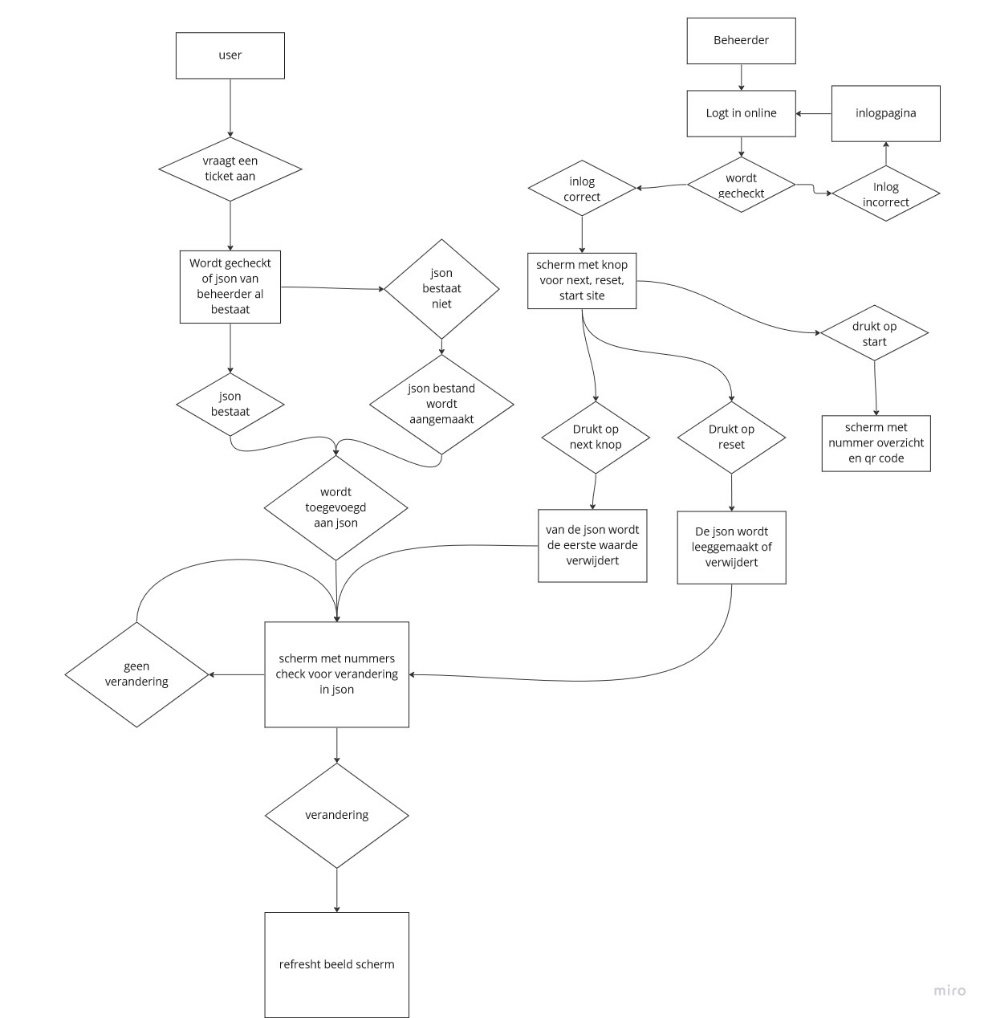 user
Beheerder
Logt in online
inlogpagina
vraagt een
ticket aan
inlog
correct
wordt
gecheckt
Inlog
incorrect
Wordt gecheckt
of json van
beheerder al
bestaat
json
bestaat
niet
scherm met knop
voor next, reset,
start site
drukt op
start
json
bestaat
json bestand
wordt
aangemaakt
Drukt op
next knop
Drukt op
reset
scherm met
nummer overzicht
en qr code
wordt
toegevoegd
aan json
van de json wordt
de eerste waarde
verwijdert
De json wordt
leeggemaakt of
verwijdert
geen
verandering
scherm met nummers
check voor verandering
in json
verandering
refresht beeld scherm
miro